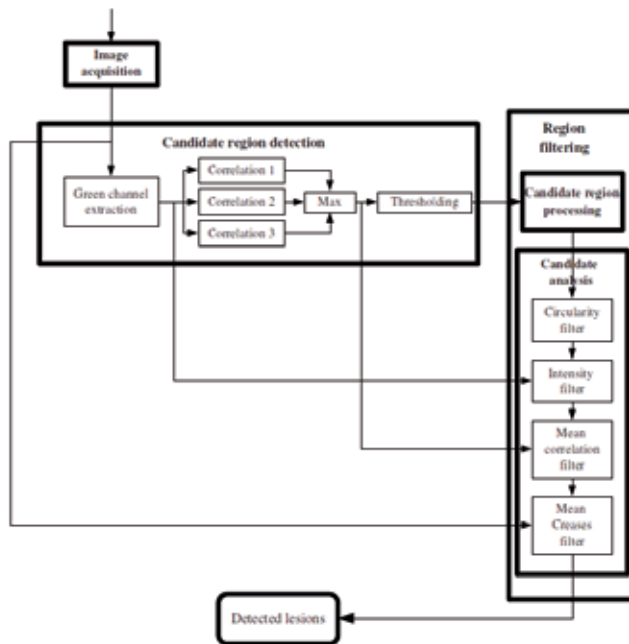 Image
acquisition
Candidate region detection
Green channel
extraction
Correlation 1
Correlation 2
Correlation 3
Max
Thresholding
Region
filtering
Candidate region
processing
Candidate
analysis
Circularity
filter
Intensity
filter
Mean
correlation
filter
Mean
Creases
filter
Detected lesions